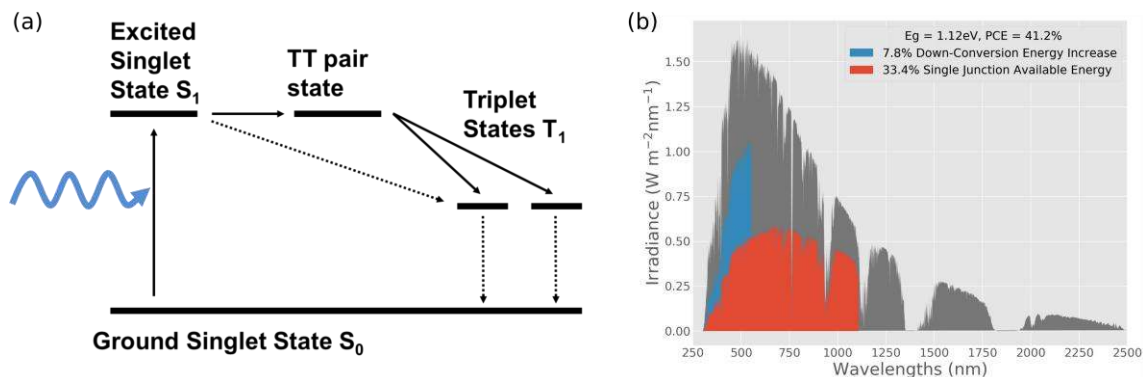 (a)
Excited
Singlet
State S₁
TT pair
state
Triplet
States T₁
Ground Singlet State S₀
(b)
Eg = 1.12eV, PCE = 41.2%
7.8% Down-Conversion Energy Increase
33.4% Single Junction Available Energy
Irradiance (W m⁻²nm⁻¹)
1.50
1.25
1.00
0.75
0.50
0.25
0.00
250 500 750 1000 1250 1500 1750 2000 2250 2500
Wavelengths (nm)